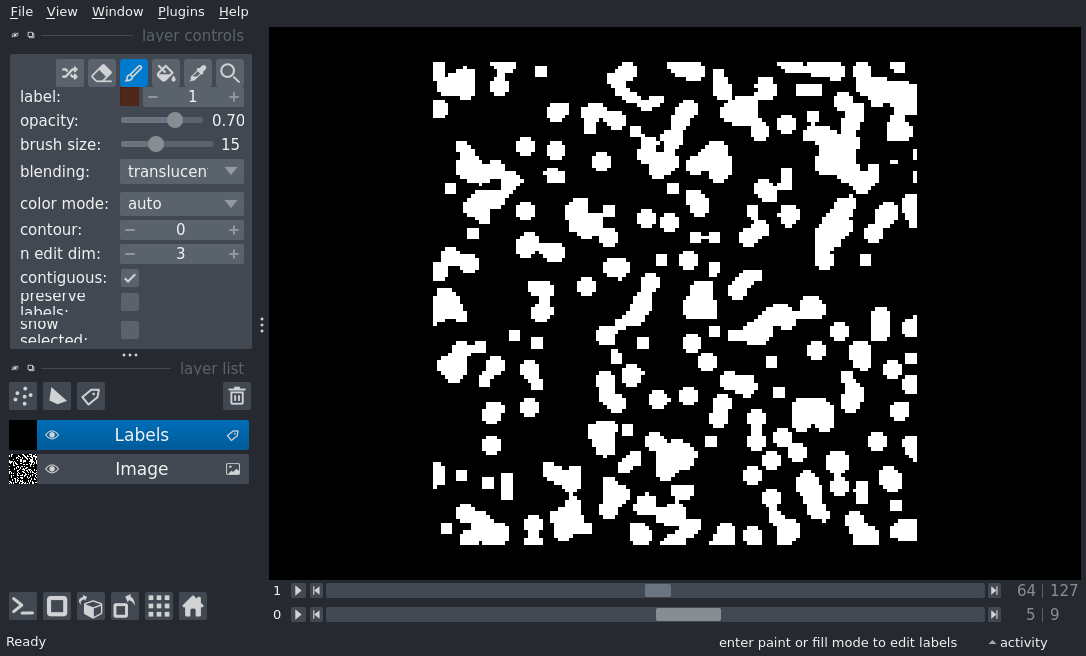 File View Window Plugins Help
layer controls
label: 1
opacity: 0.70
brush size: 15
blending: translucen
color mode: auto
contour: 0
n edit dim: 3
contiguous:
preserve
labels:
show
selected:
layer list
Labels
Image
1 64 127
0 5 9
Ready enter paint or fill mode to edit labels activity